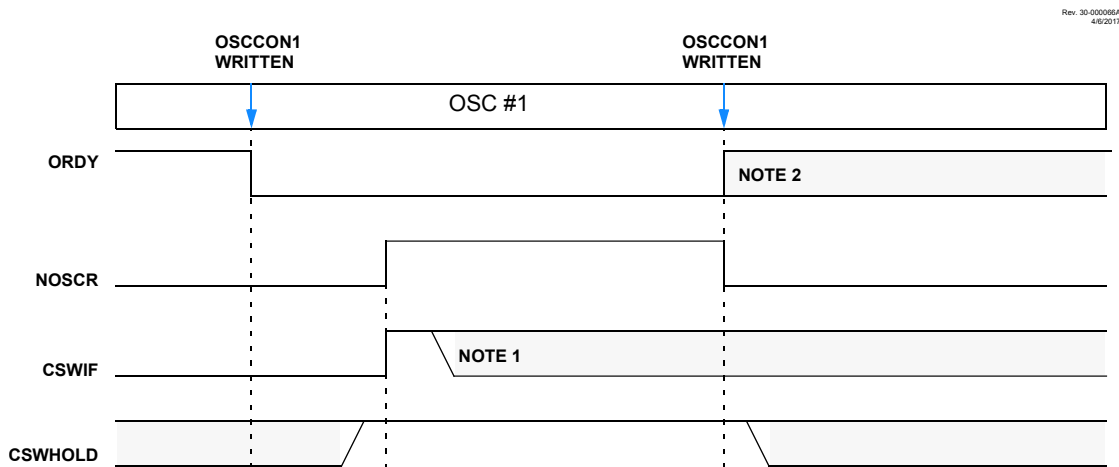 Rev. 30-000066A
4/6/2017
OSCCON1
WRITTEN
OSCCON1
WRITTEN
OSC #1
ORDY
NOTE 2
NOSCR
NOTE 1
CSWIF
CSWHOLD